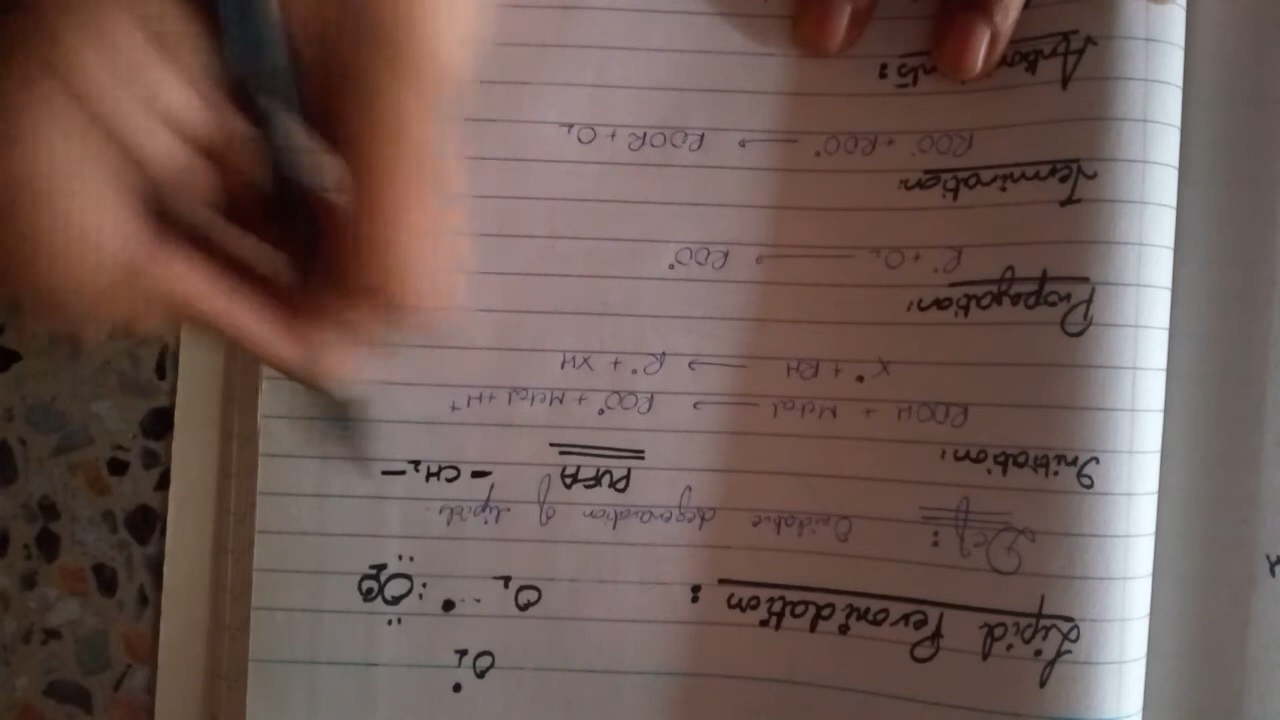 O₂•
Lipid Peroxidation : O₂
Def: Oxidative degeneration of lipids.
PUFA - CH₂ -
Initiation:
ROOH + Metal → ROO° + Metal + H⁺
X° + RH → R° + XH
Propagation:
R° + O₂ → ROO°
Termination:
ROO° + ROO° → ROOR + O₂